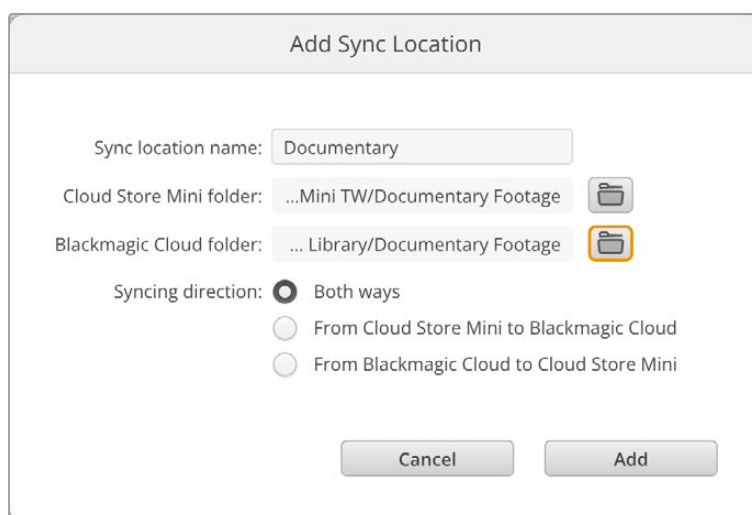 Add Sync Location
Sync location name: Documentary
Cloud Store Mini folder: ...Mini TW/Documentary Footage
Blackmagic Cloud folder: ... Library/Documentary Footage
Syncing direction: Both ways
From Cloud Store Mini to Blackmagic Cloud
From Blackmagic Cloud to Cloud Store Mini
Cancel Add